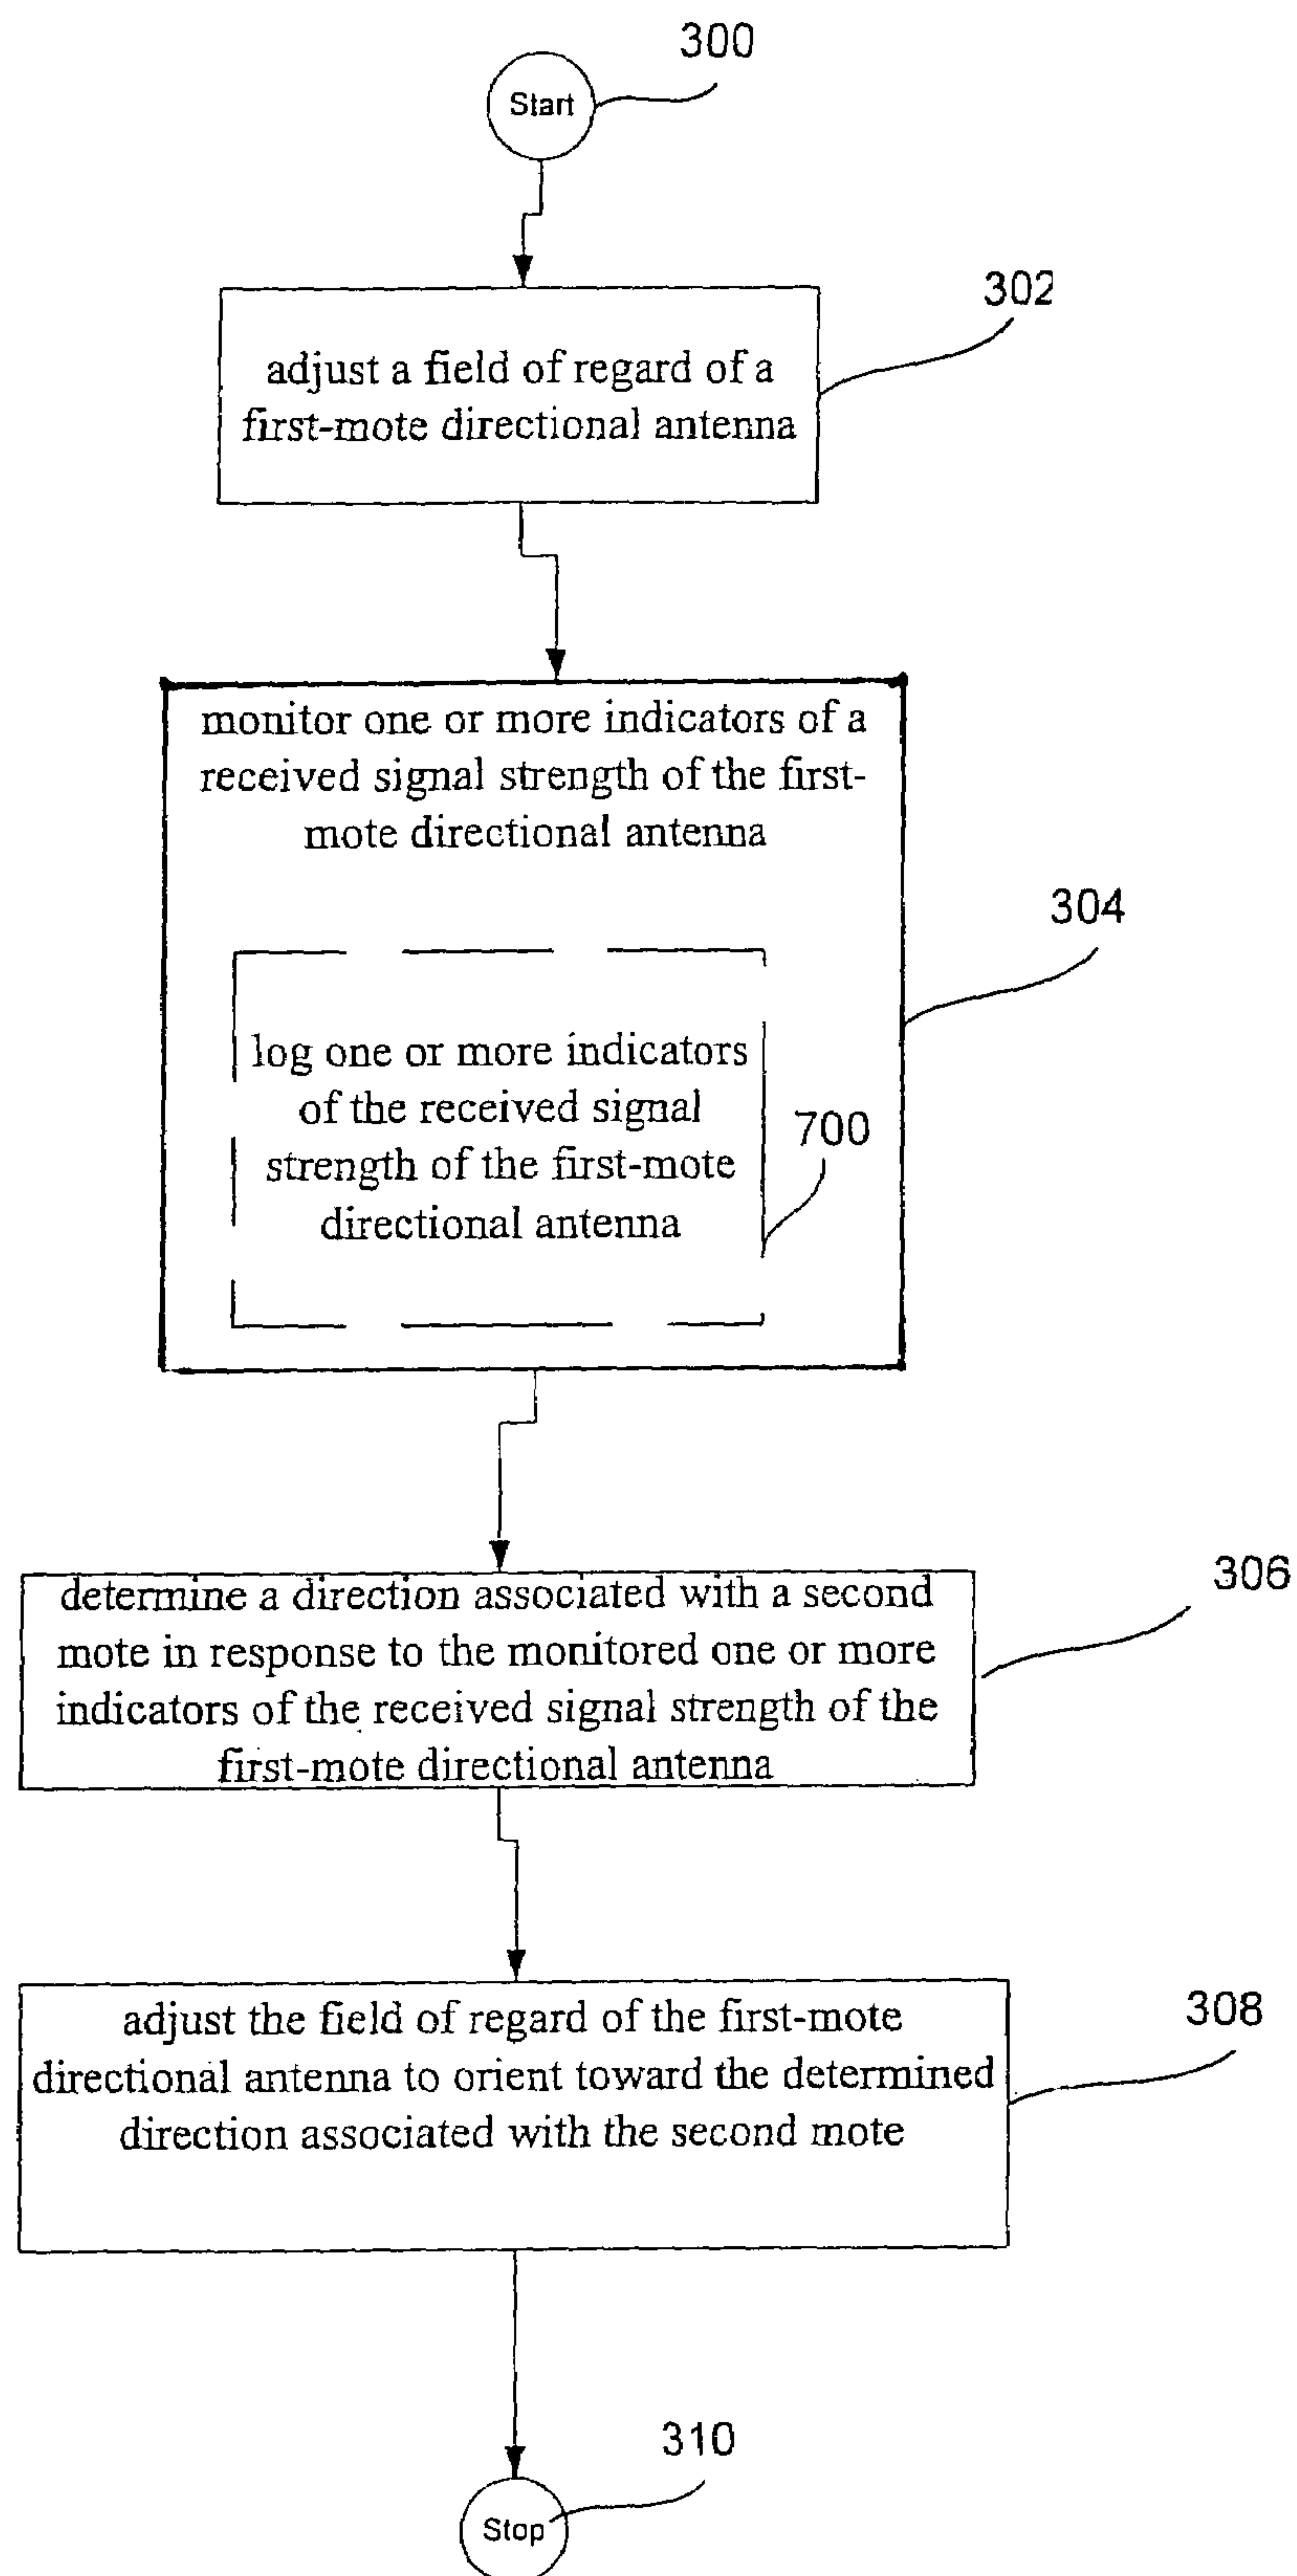 300
Start
302
adjust a field of regard of a
first-mote directional antenna
monitor one or more indicators of a
received signal strength of the first-
mote directional antenna
304
log one or more indicators
of the received signal
strength of the first-mote
directional antenna
700
306
determine a direction associated with a second
mote in response to the monitored one or more
indicators of the received signal strength of the
first-mote directional antenna
308
adjust the field of regard of the first-mote
directional antenna to orient toward the determined
direction associated with the second mote
310
Stop